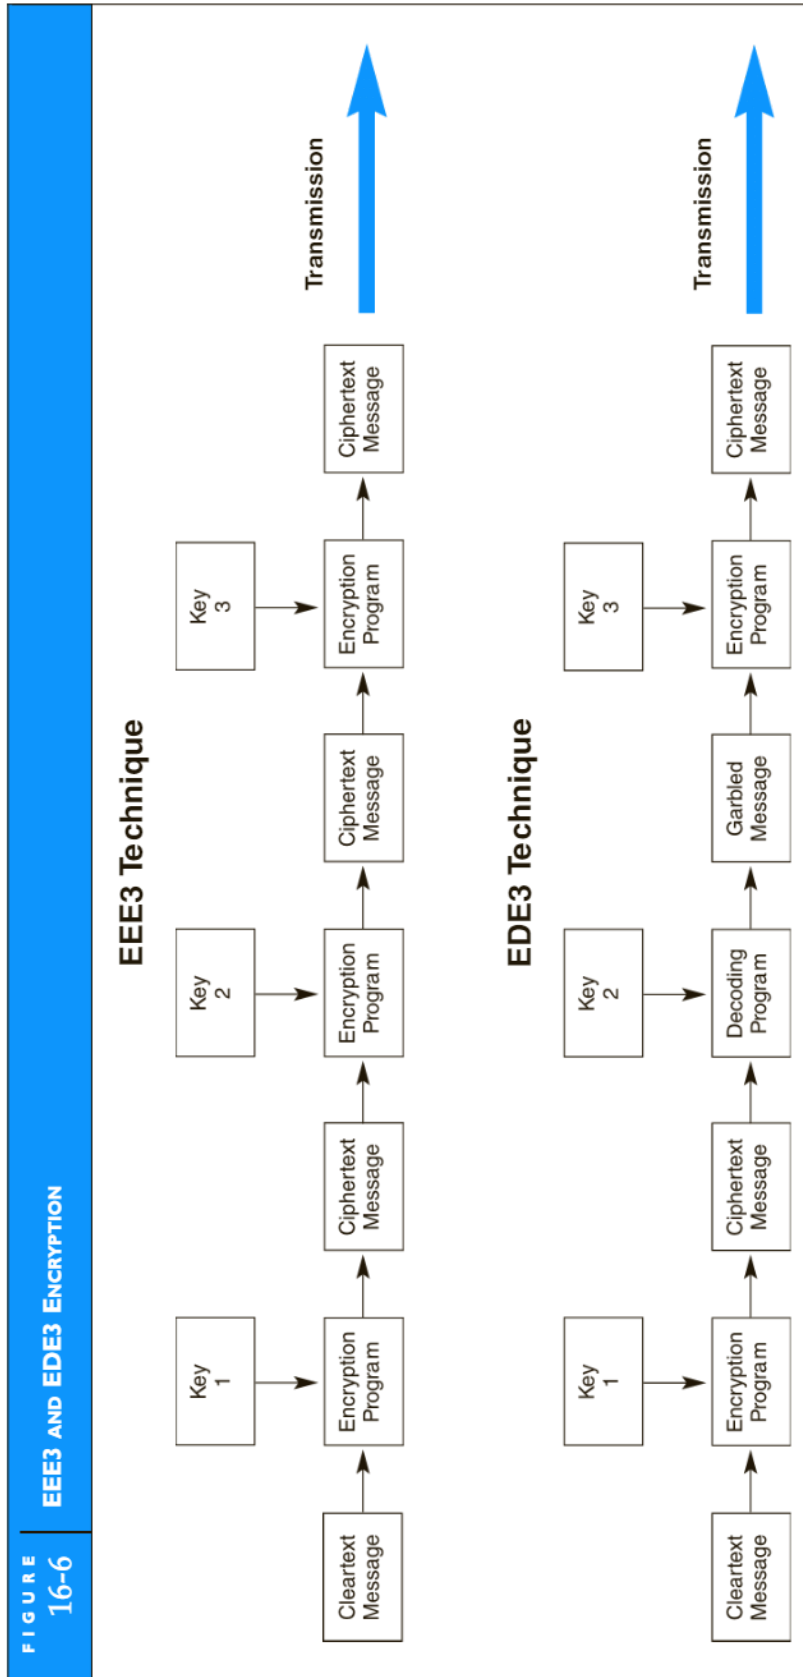 FIGURE
16-6
EEE3 AND EDE3 ENCRYPTION
EEE3 Technique
Key
1
Key
2
Key
3
Cleartext
Message
Encryption
Program
Ciphertext
Message
Encryption
Program
Ciphertext
Message
Encryption
Program
Ciphertext
Message
Transmission
EDE3 Technique
Key
1
Key
2
Key
3
Cleartext
Message
Encryption
Program
Ciphertext
Message
Decoding
Program
Garbled
Message
Encryption
Program
Ciphertext
Message
Transmission